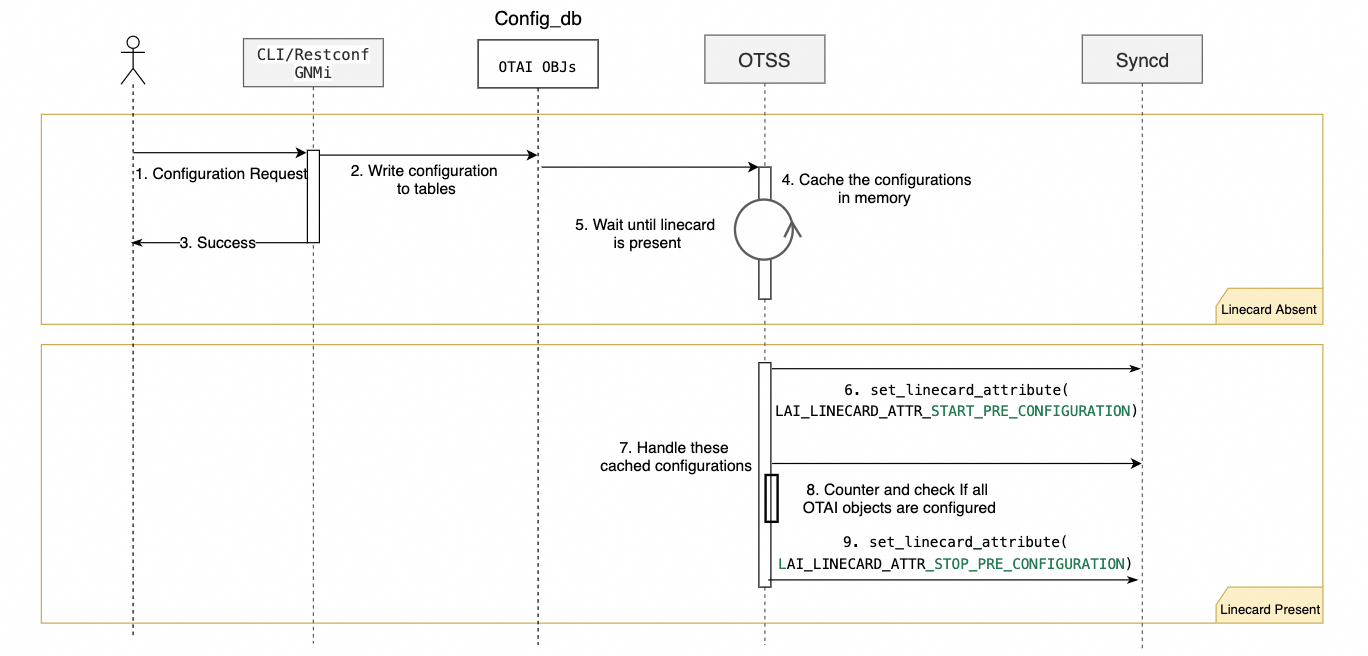 Config_db
CLI/Restconf
GNMi
OTAI OBJs
OTSS
Syncd
1. Configuration Request
2. Write configuration
to tables
3. Success
4. Cache the configurations
in memory
5. Wait until linecard
is present
Linecard Absent
6. set_linecard_attribute(
LAI_LINECARD_ATTR_START_PRE_CONFIGURATION)
7. Handle these
cached configurations
8. Counter and check If all
OTAI objects are configured
9. set_linecard_attribute(
LAI_LINECARD_ATTR_STOP_PRE_CONFIGURATION)
Linecard Present